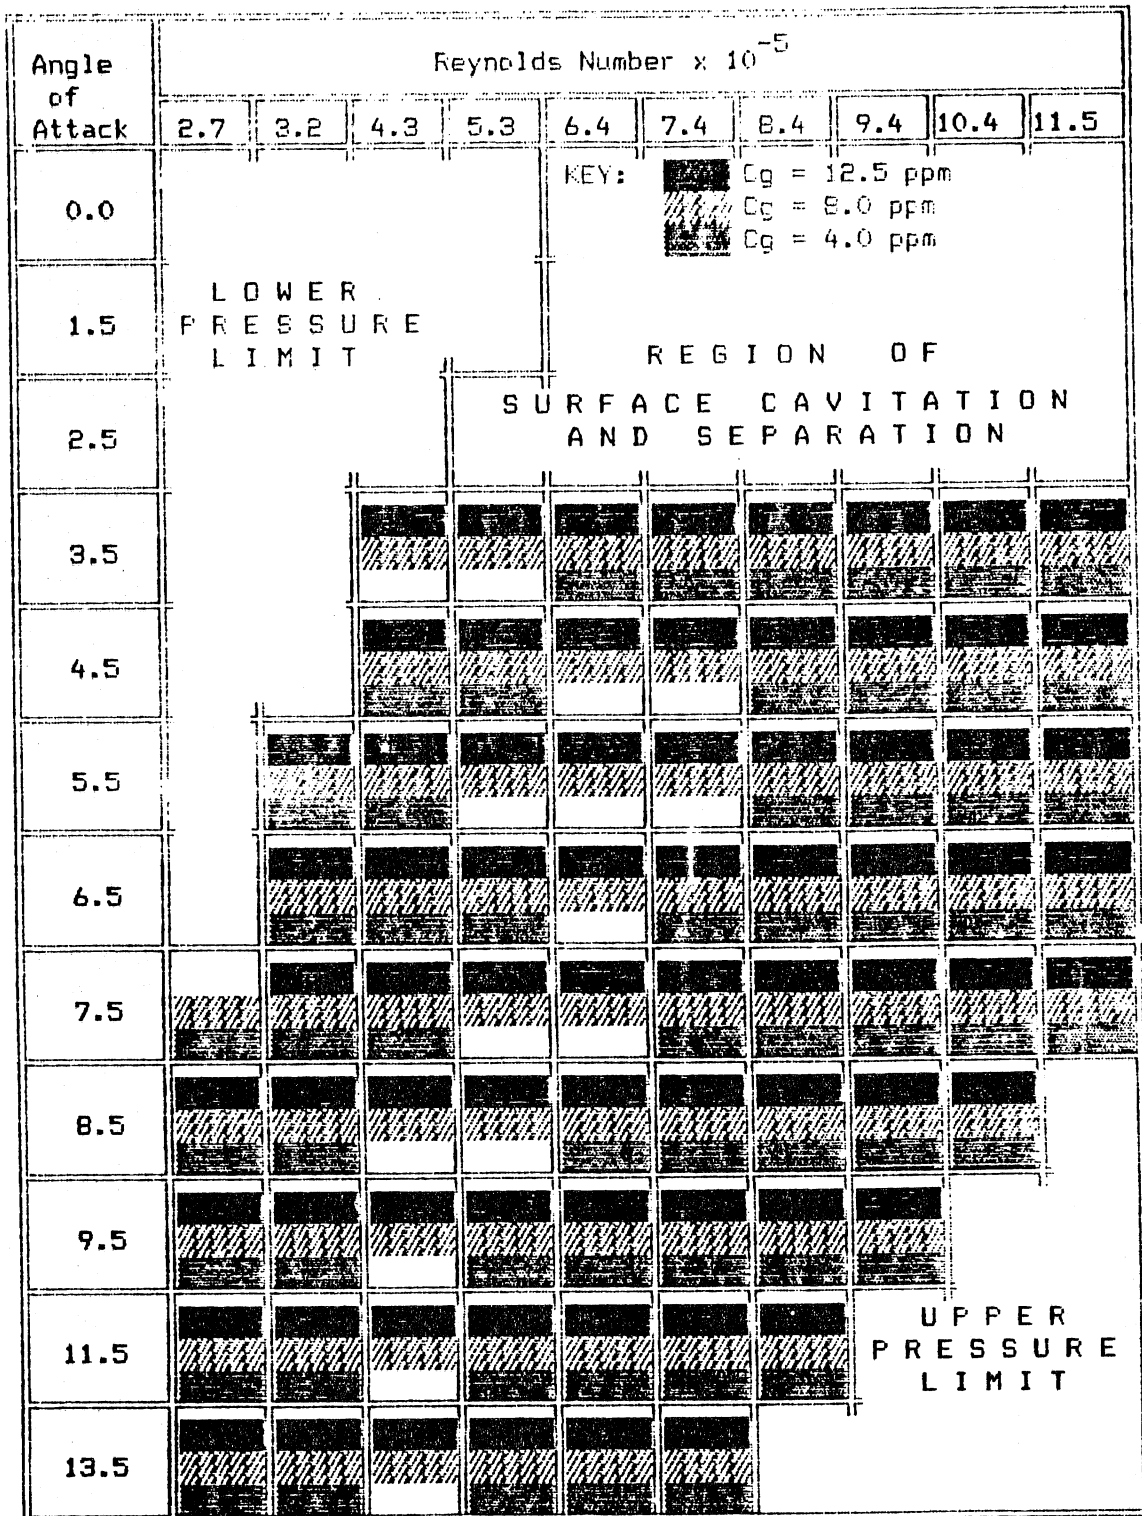 Angle
of
Attack
Reynolds Number x 10^-5
2.7 3.2 4.3 5.3 6.4 7.4 8.4 9.4 10.4 11.5
KEY:
Cg = 12.5 ppm
Cg = 8.0 ppm
Cg = 4.0 ppm
0.0
LOWER
PRESSURE
LIMIT
1.5
REGION OF
SURFACE CAVITATION
AND SEPARATION
2.5
3.5
4.5
5.5
6.5
7.5
8.5
9.5
11.5
UPPER
PRESSURE
LIMIT
13.5